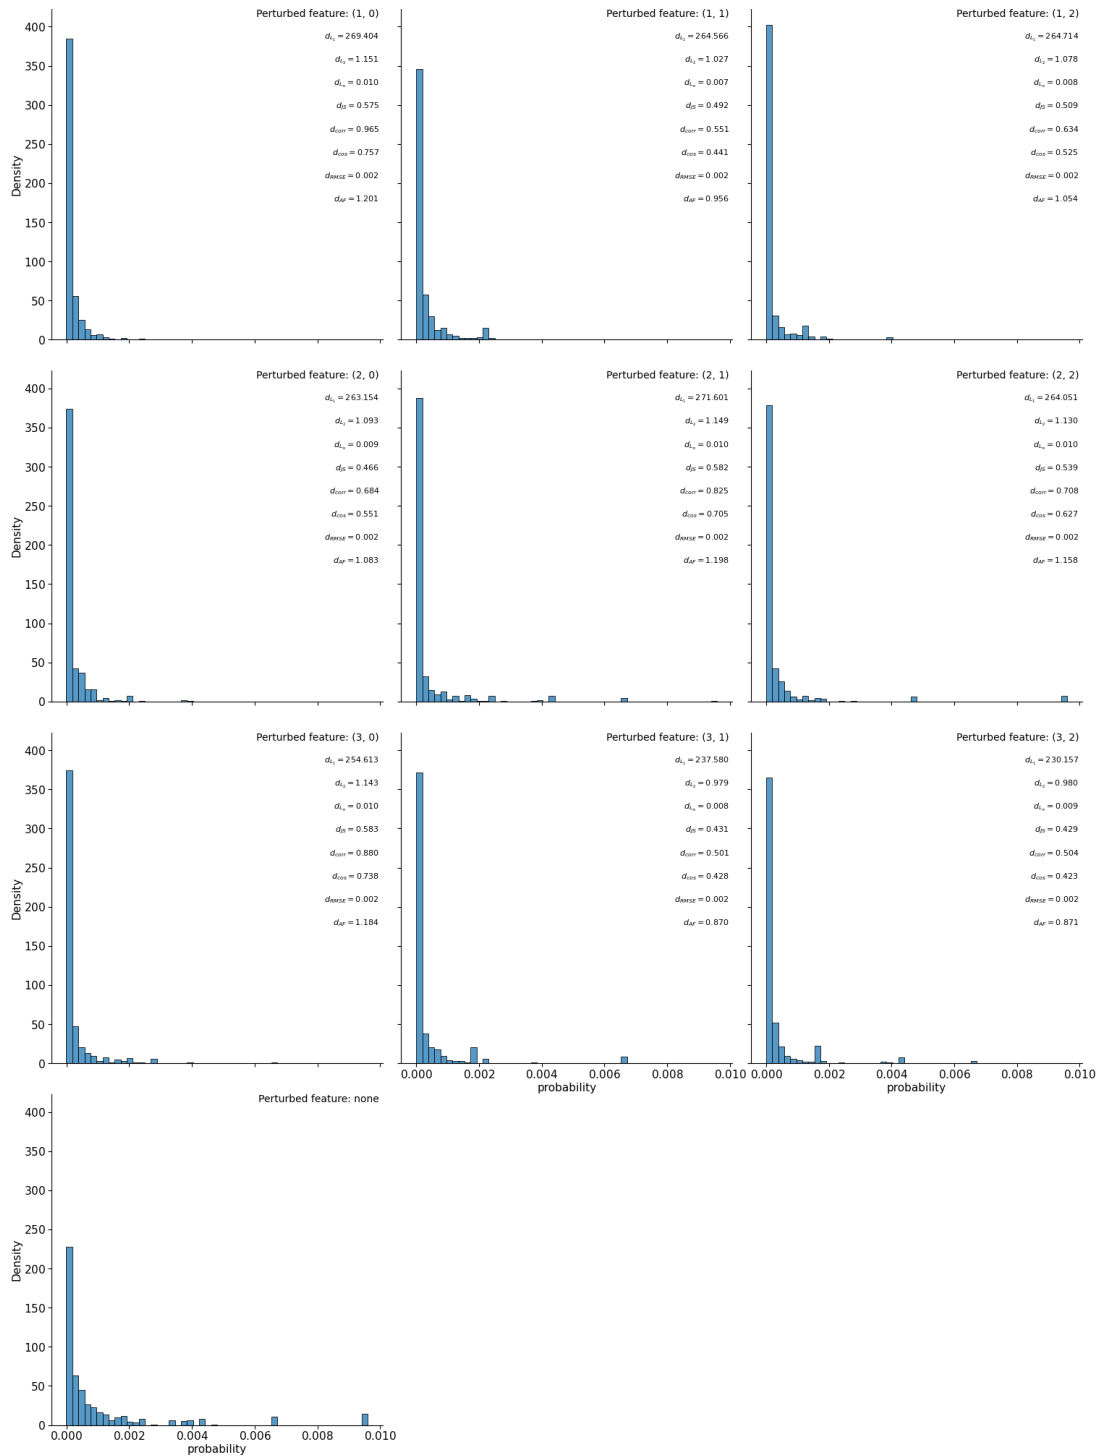 Perturbed feature: (1, 0)
Perturbed feature: (1, 1)
Perturbed feature: (1, 2)
400
350
300
250
200
150
100
50
0
Density
d_{L_1} = 269.404
d_{L_2} = 1.151
d_{L_∞} = 0.010
d_{JS} = 0.575
d_{corr} = 0.965
d_{cos} = 0.757
d_{RMSE} = 0.002
d_{AF} = 1.201
d_{L_1} = 264.566
d_{L_2} = 1.027
d_{L_∞} = 0.007
d_{JS} = 0.492
d_{corr} = 0.551
d_{cos} = 0.441
d_{RMSE} = 0.002
d_{AF} = 0.956
d_{L_1} = 264.714
d_{L_2} = 1.078
d_{L_∞} = 0.008
d_{JS} = 0.509
d_{corr} = 0.634
d_{cos} = 0.525
d_{RMSE} = 0.002
d_{AF} = 1.054
Perturbed feature: (2, 0)
Perturbed feature: (2, 1)
Perturbed feature: (2, 2)
400
350
300
250
200
150
100
50
0
Density
d_{L_1} = 263.154
d_{L_2} = 1.093
d_{L_∞} = 0.009
d_{JS} = 0.466
d_{corr} = 0.684
d_{cos} = 0.551
d_{RMSE} = 0.002
d_{AF} = 1.083
d_{L_1} = 271.601
d_{L_2} = 1.149
d_{L_∞} = 0.010
d_{JS} = 0.582
d_{corr} = 0.825
d_{cos} = 0.705
d_{RMSE} = 0.002
d_{AF} = 1.198
d_{L_1} = 264.051
d_{L_2} = 1.130
d_{L_∞} = 0.010
d_{JS} = 0.539
d_{corr} = 0.708
d_{cos} = 0.627
d_{RMSE} = 0.002
d_{AF} = 1.158
Perturbed feature: (3, 0)
Perturbed feature: (3, 1)
Perturbed feature: (3, 2)
400
350
300
250
200
150
100
50
0
Density
d_{L_1} = 254.613
d_{L_2} = 1.143
d_{L_∞} = 0.010
d_{JS} = 0.583
d_{corr} = 0.880
d_{cos} = 0.738
d_{RMSE} = 0.002
d_{AF} = 1.184
d_{L_1} = 237.580
d_{L_2} = 0.979
d_{L_∞} = 0.008
d_{JS} = 0.431
d_{corr} = 0.501
d_{cos} = 0.428
d_{RMSE} = 0.002
d_{AF} = 0.870
d_{L_1} = 230.157
d_{L_2} = 0.980
d_{L_∞} = 0.009
d_{JS} = 0.429
d_{corr} = 0.504
d_{cos} = 0.423
d_{RMSE} = 0.002
d_{AF} = 0.871
0.000 0.002 0.004 0.006 0.008 0.010
probability
0.000 0.002 0.004 0.006 0.008 0.010
probability
Perturbed feature: none
400
350
300
250
200
150
100
50
0
Density
0.000 0.002 0.004 0.006 0.008 0.010
probability